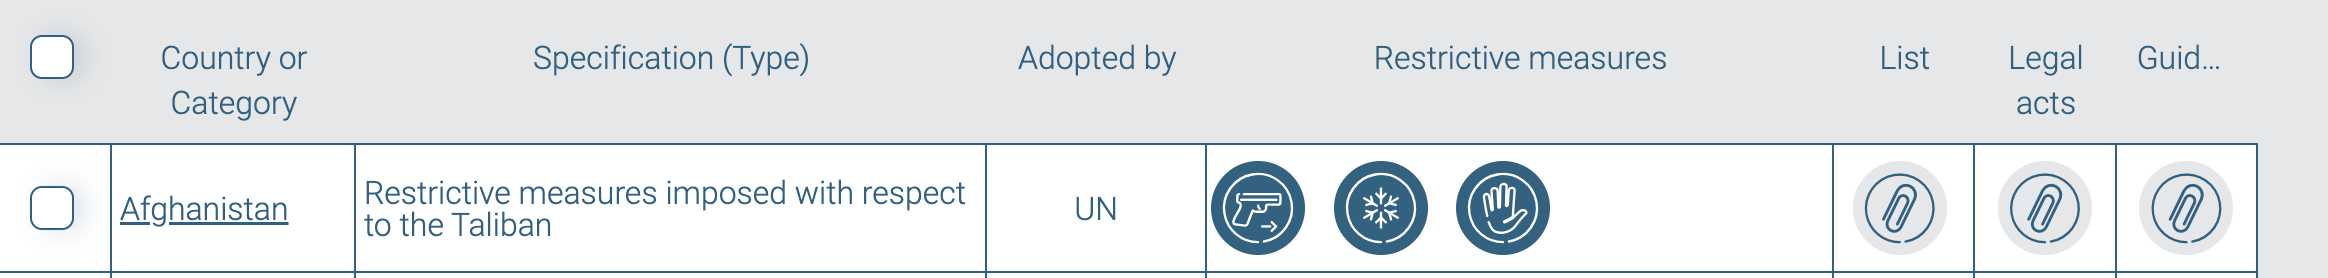 Country or
Category
Specification (Type)
Adopted by
Restrictive measures
List
Legal
acts
Guid...
Afghanistan
Restrictive measures imposed with respect
to the Taliban
UN